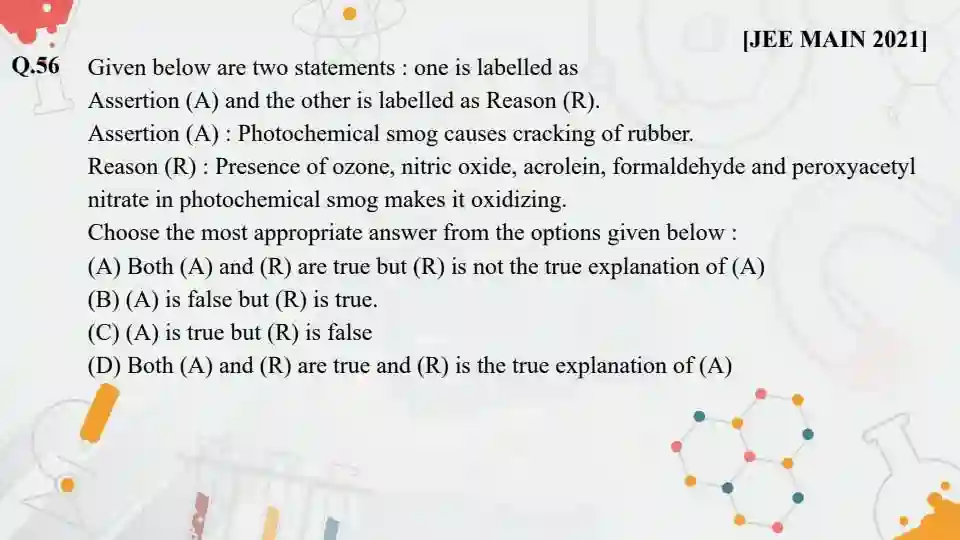 [JEE MAIN 2021]
Q.56 Given below are two statements : one is labelled as
Assertion (A) and the other is labelled as Reason (R).
Assertion (A) : Photochemical smog causes cracking of rubber.
Reason (R) : Presence of ozone, nitric oxide, acrolein, formaldehyde and peroxyacetyl
nitrate in photochemical smog makes it oxidizing.
Choose the most appropriate answer from the options given below :
(A) Both (A) and (R) are true but (R) is not the true explanation of (A)
(B) (A) is false but (R) is true.
(C) (A) is true but (R) is false
(D) Both (A) and (R) are true and (R) is the true explanation of (A)